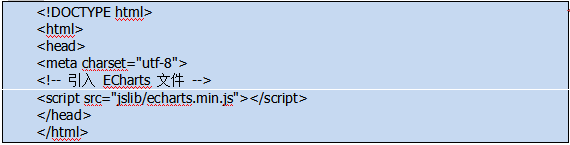 <!DOCTYPE html>
<html>
<head>
<meta charset="utf-8">
<!-- 引入 ECharts 文件 -->
<script src="jslib/echarts.min.js"></script>
</head>
</html>